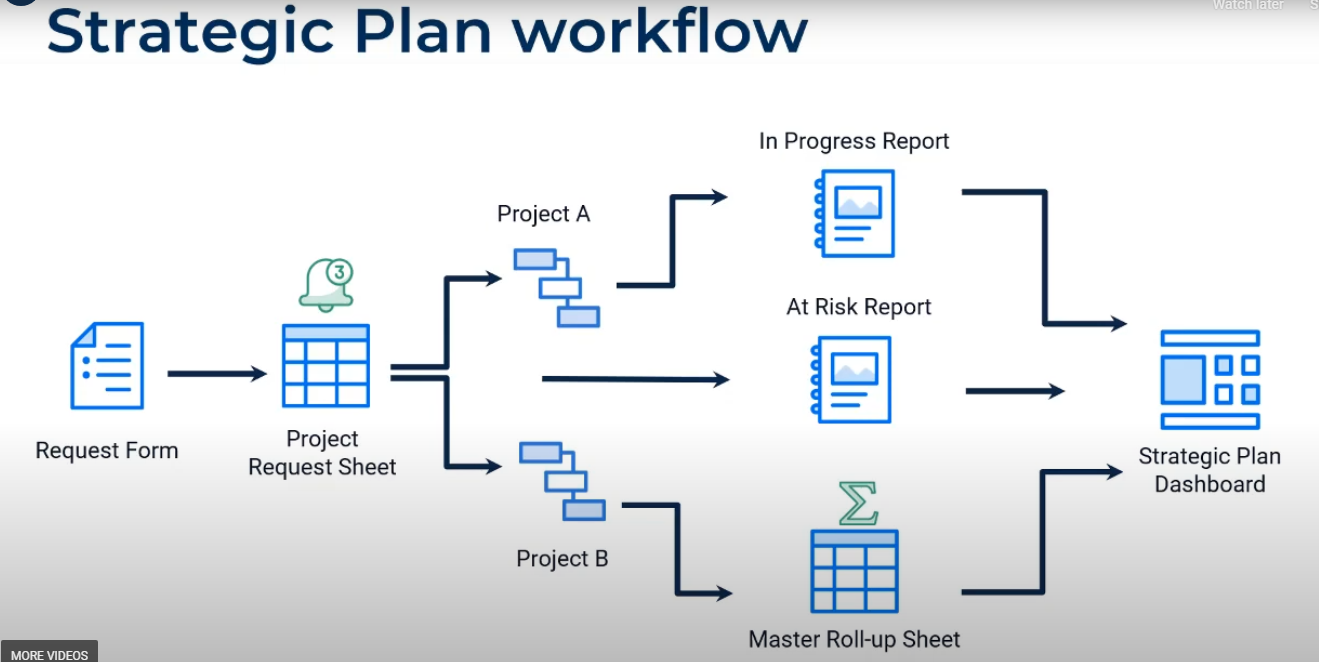 Watch later
Strategic Plan workflow
In Progress Report
Project A
3
At Risk Report
Request Form
Project
Request Sheet
Strategic Plan
Dashboard
Σ
Project B
Master Roll-up Sheet
MORE VIDEOS